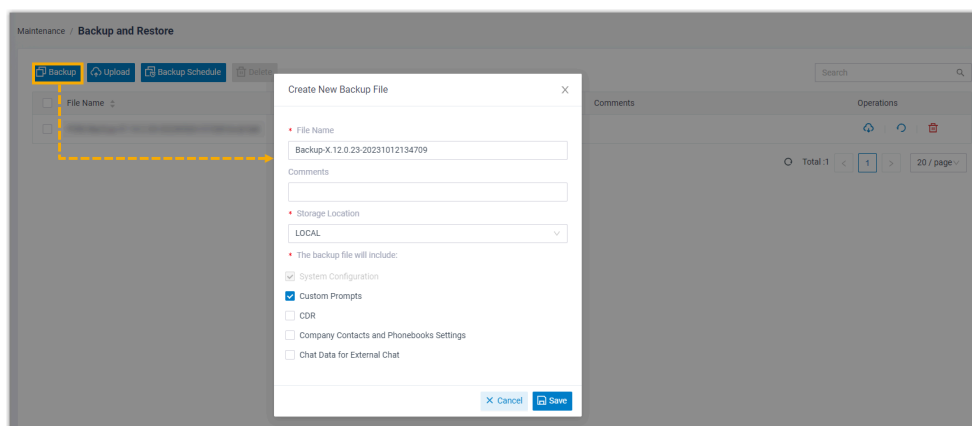 Maintenance / Backup and Restore
Backup Upload Backup Schedule Delete
Search
File Name Comments Operations
Total :1 < 1 > 20 / page
Create New Backup File
* File Name
Backup-X.12.0.23-20231012134709
Comments
* Storage Location
LOCAL
* The backup file will include:
System Configuration
Custom Prompts
CDR
Company Contacts and Phonebooks Settings
Chat Data for External Chat
Cancel Save